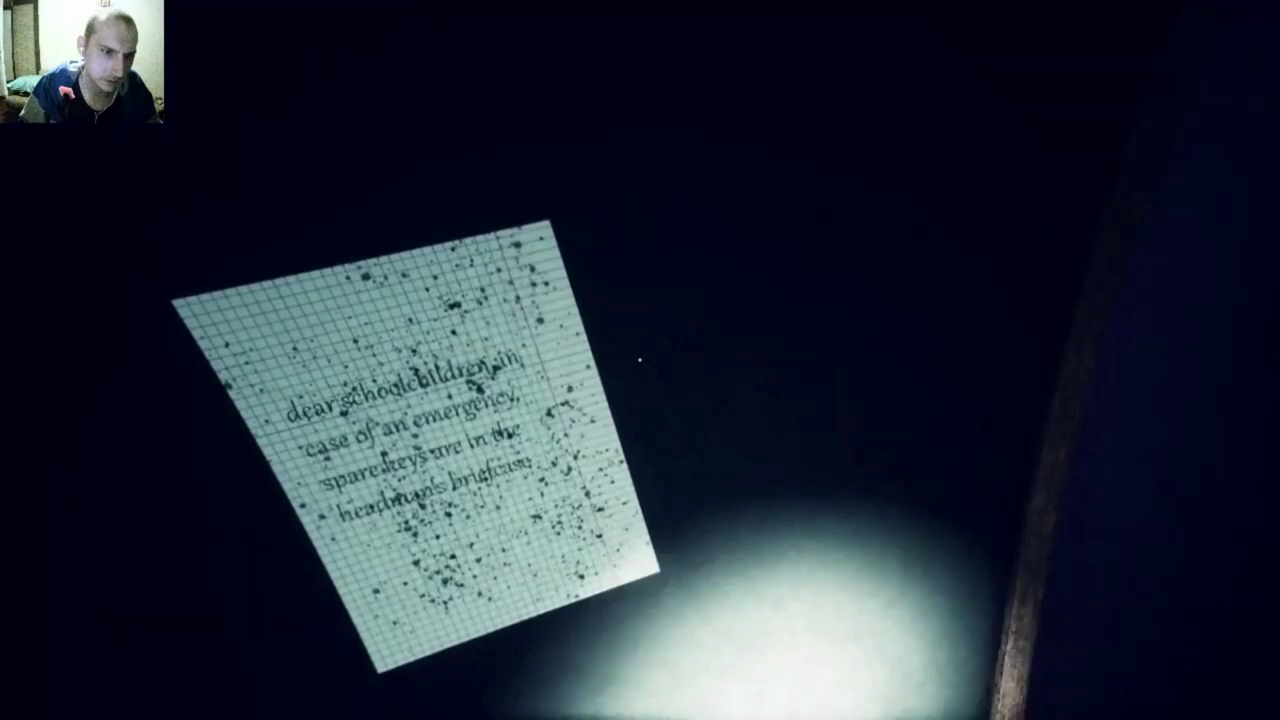 dear schoolchildren, in
case of an emergency,
spare keys are in the
headman's briefcase